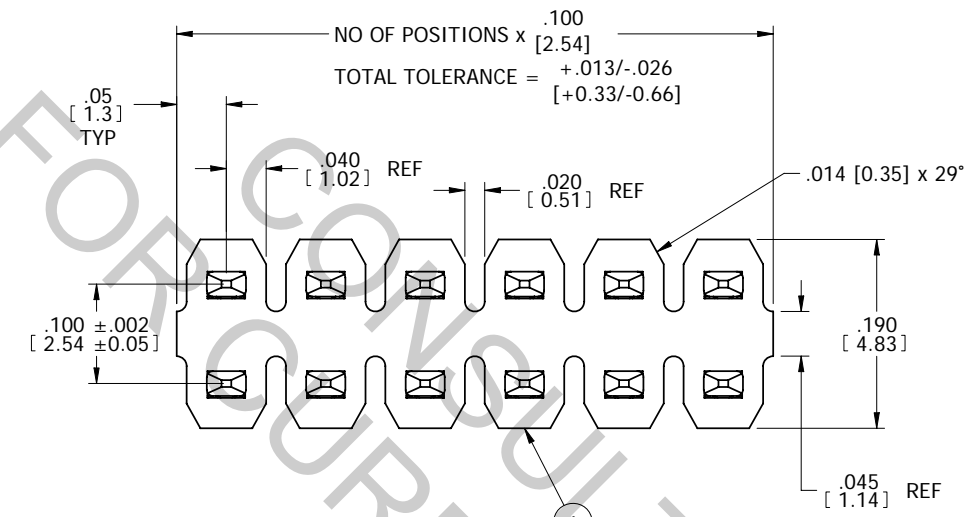 NO OF POSITIONS x .100
[2.54]
TOTAL TOLERANCE = +.013/-.026
[+0.33/-0.66]
.05
[ 1.3 ]
TYP
.040
[ 1.02 ] REF
.020
[ 0.51 ] REF
.014 [0.35] x 29°
.100 ±.002
[ 2.54 ±0.05 ]
.190
[ 4.83 ]
.045
[ 1.14 ] REF